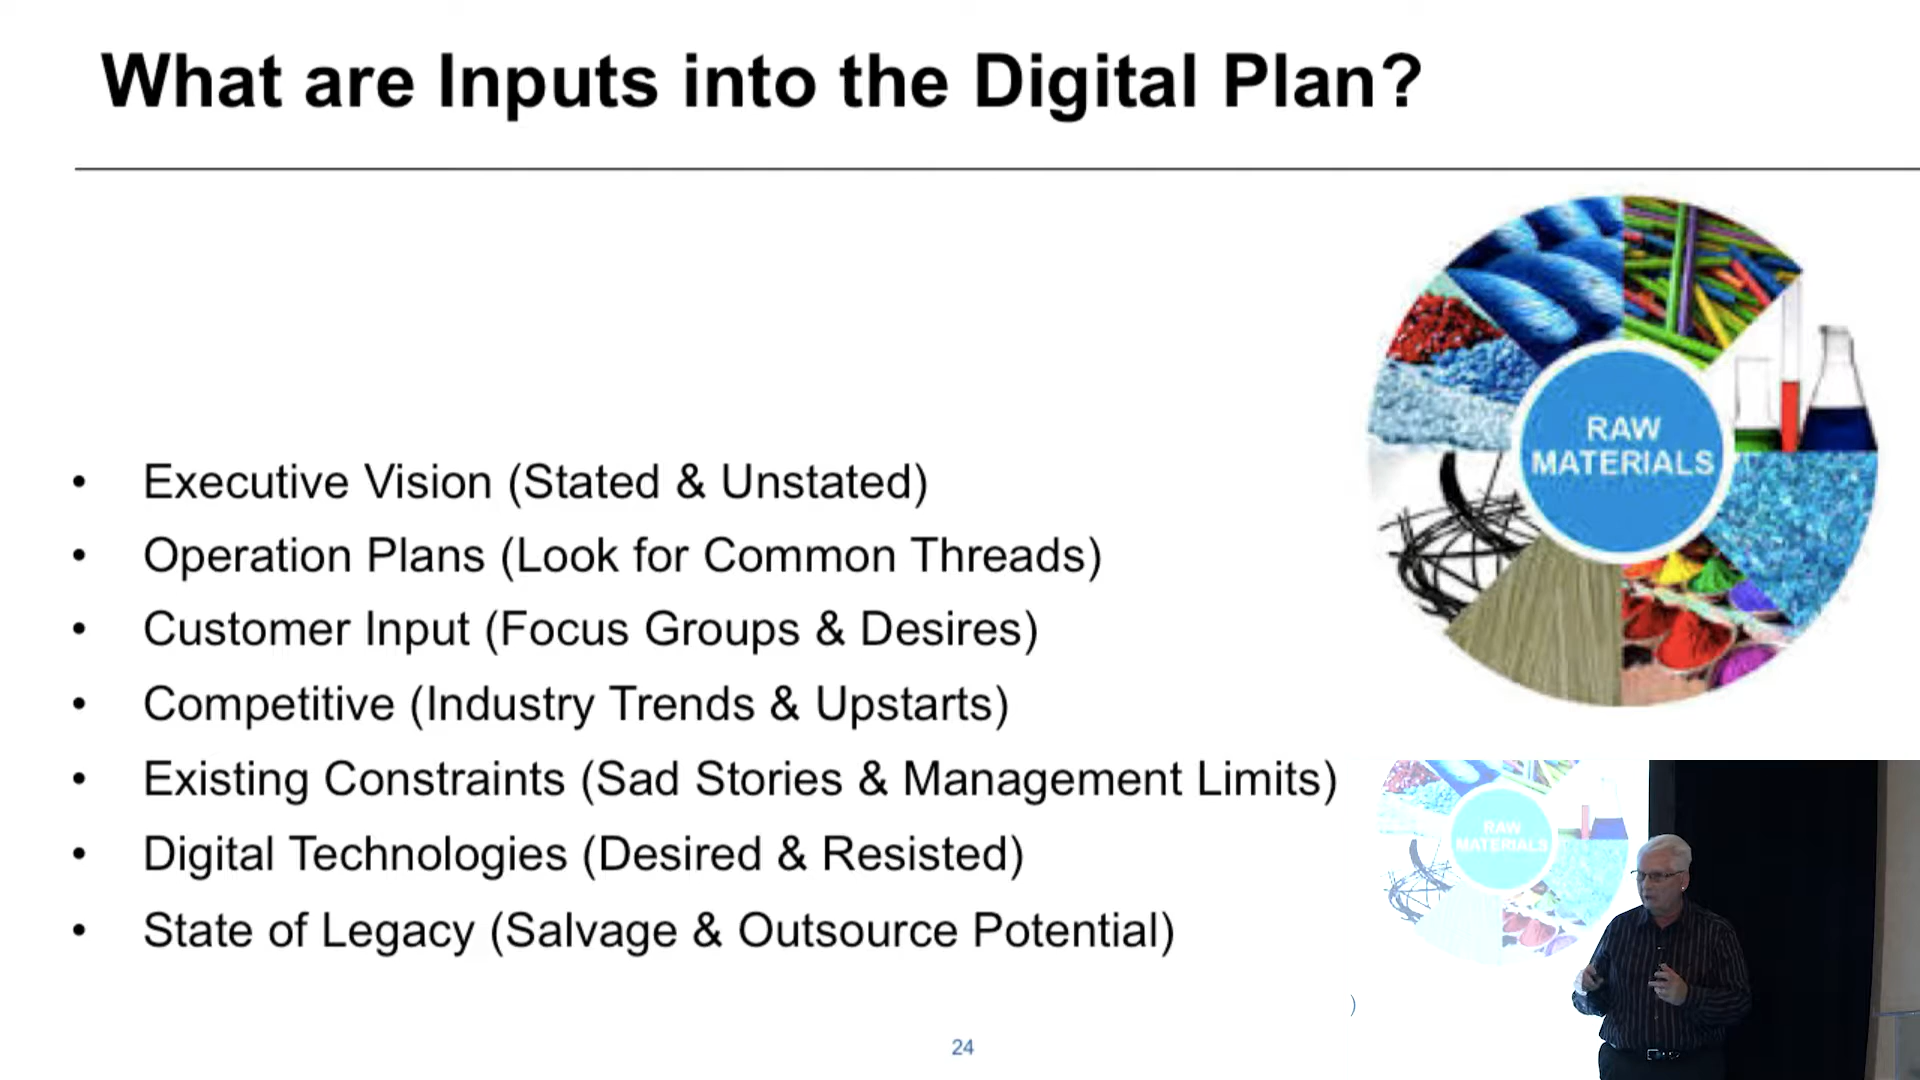 What are Inputs into the Digital Plan?
RAW
MATERIALS
• Executive Vision (Stated & Unstated)
• Operation Plans (Look for Common Threads)
• Customer Input (Focus Groups & Desires)
• Competitive (Industry Trends & Upstarts)
• Existing Constraints (Sad Stories & Management Limits)
• Digital Technologies (Desired & Resisted)
• State of Legacy (Salvage & Outsource Potential)
RAW
MATERIALS
)
24